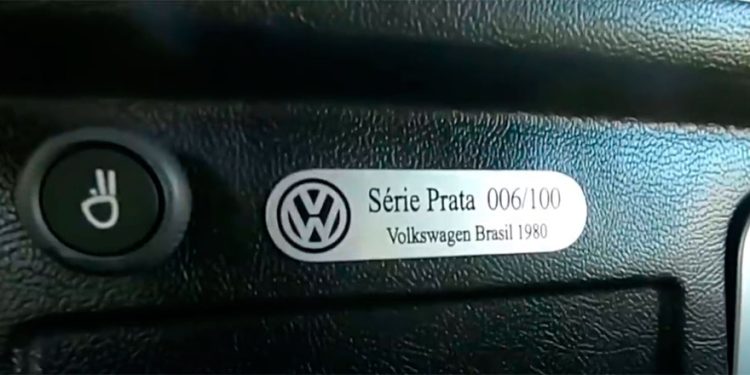 Série Prata 006/100
Volkswagen Brasil 1980